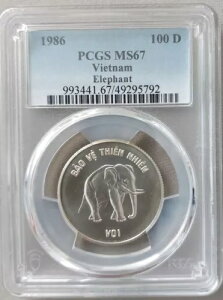 1986 100 D
PCGS MS67
Vietnam
Elephant
993441.67/49295792
BẢO VỆ THIÊN NHIÊN
VOI